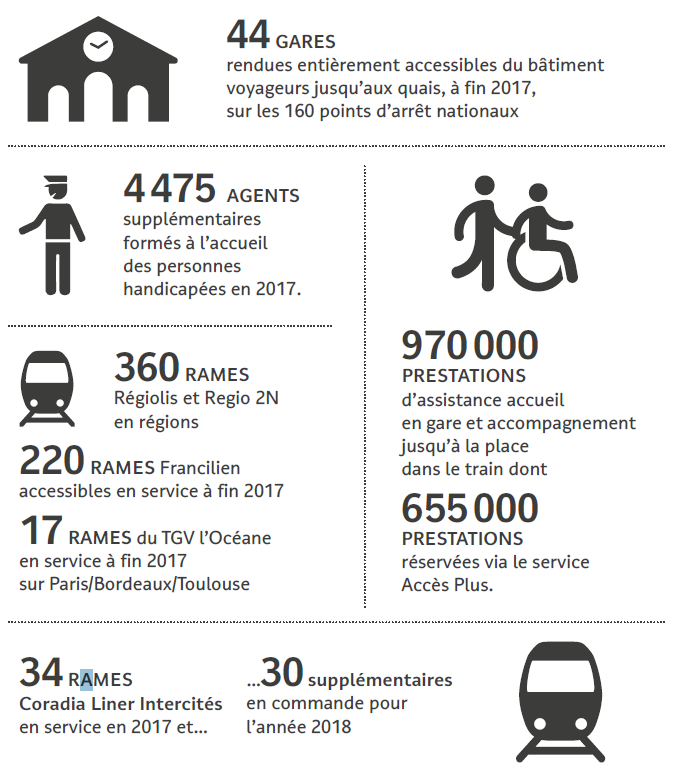 44 GARES
rendues entièrement accessibles du bâtiment
voyageurs jusqu'aux quais, à fin 2017,
sur les 160 points d'arrêt nationaux
4 475 AGENTS
supplémentaires
formés à l'accueil
des personnes
handicapées en 2017.
360 RAMES
Régiolis et Regio 2N
en régions
220 RAMES Francilien
accessibles en service à fin 2017
17 RAMES du TGV l'Océane
en service à fin 2017
sur Paris/Bordeaux/Toulouse
970 000
PRESTATIONS
d'assistance accueil
en gare et accompagnement
jusqu'à la place
dans le train dont
655 000
PRESTATIONS
réservées via le service
Accès Plus.
34 RAMES
Coradia Liner Intercités
en service en 2017 et...
...30 supplémentaires
en commande pour
l'année 2018